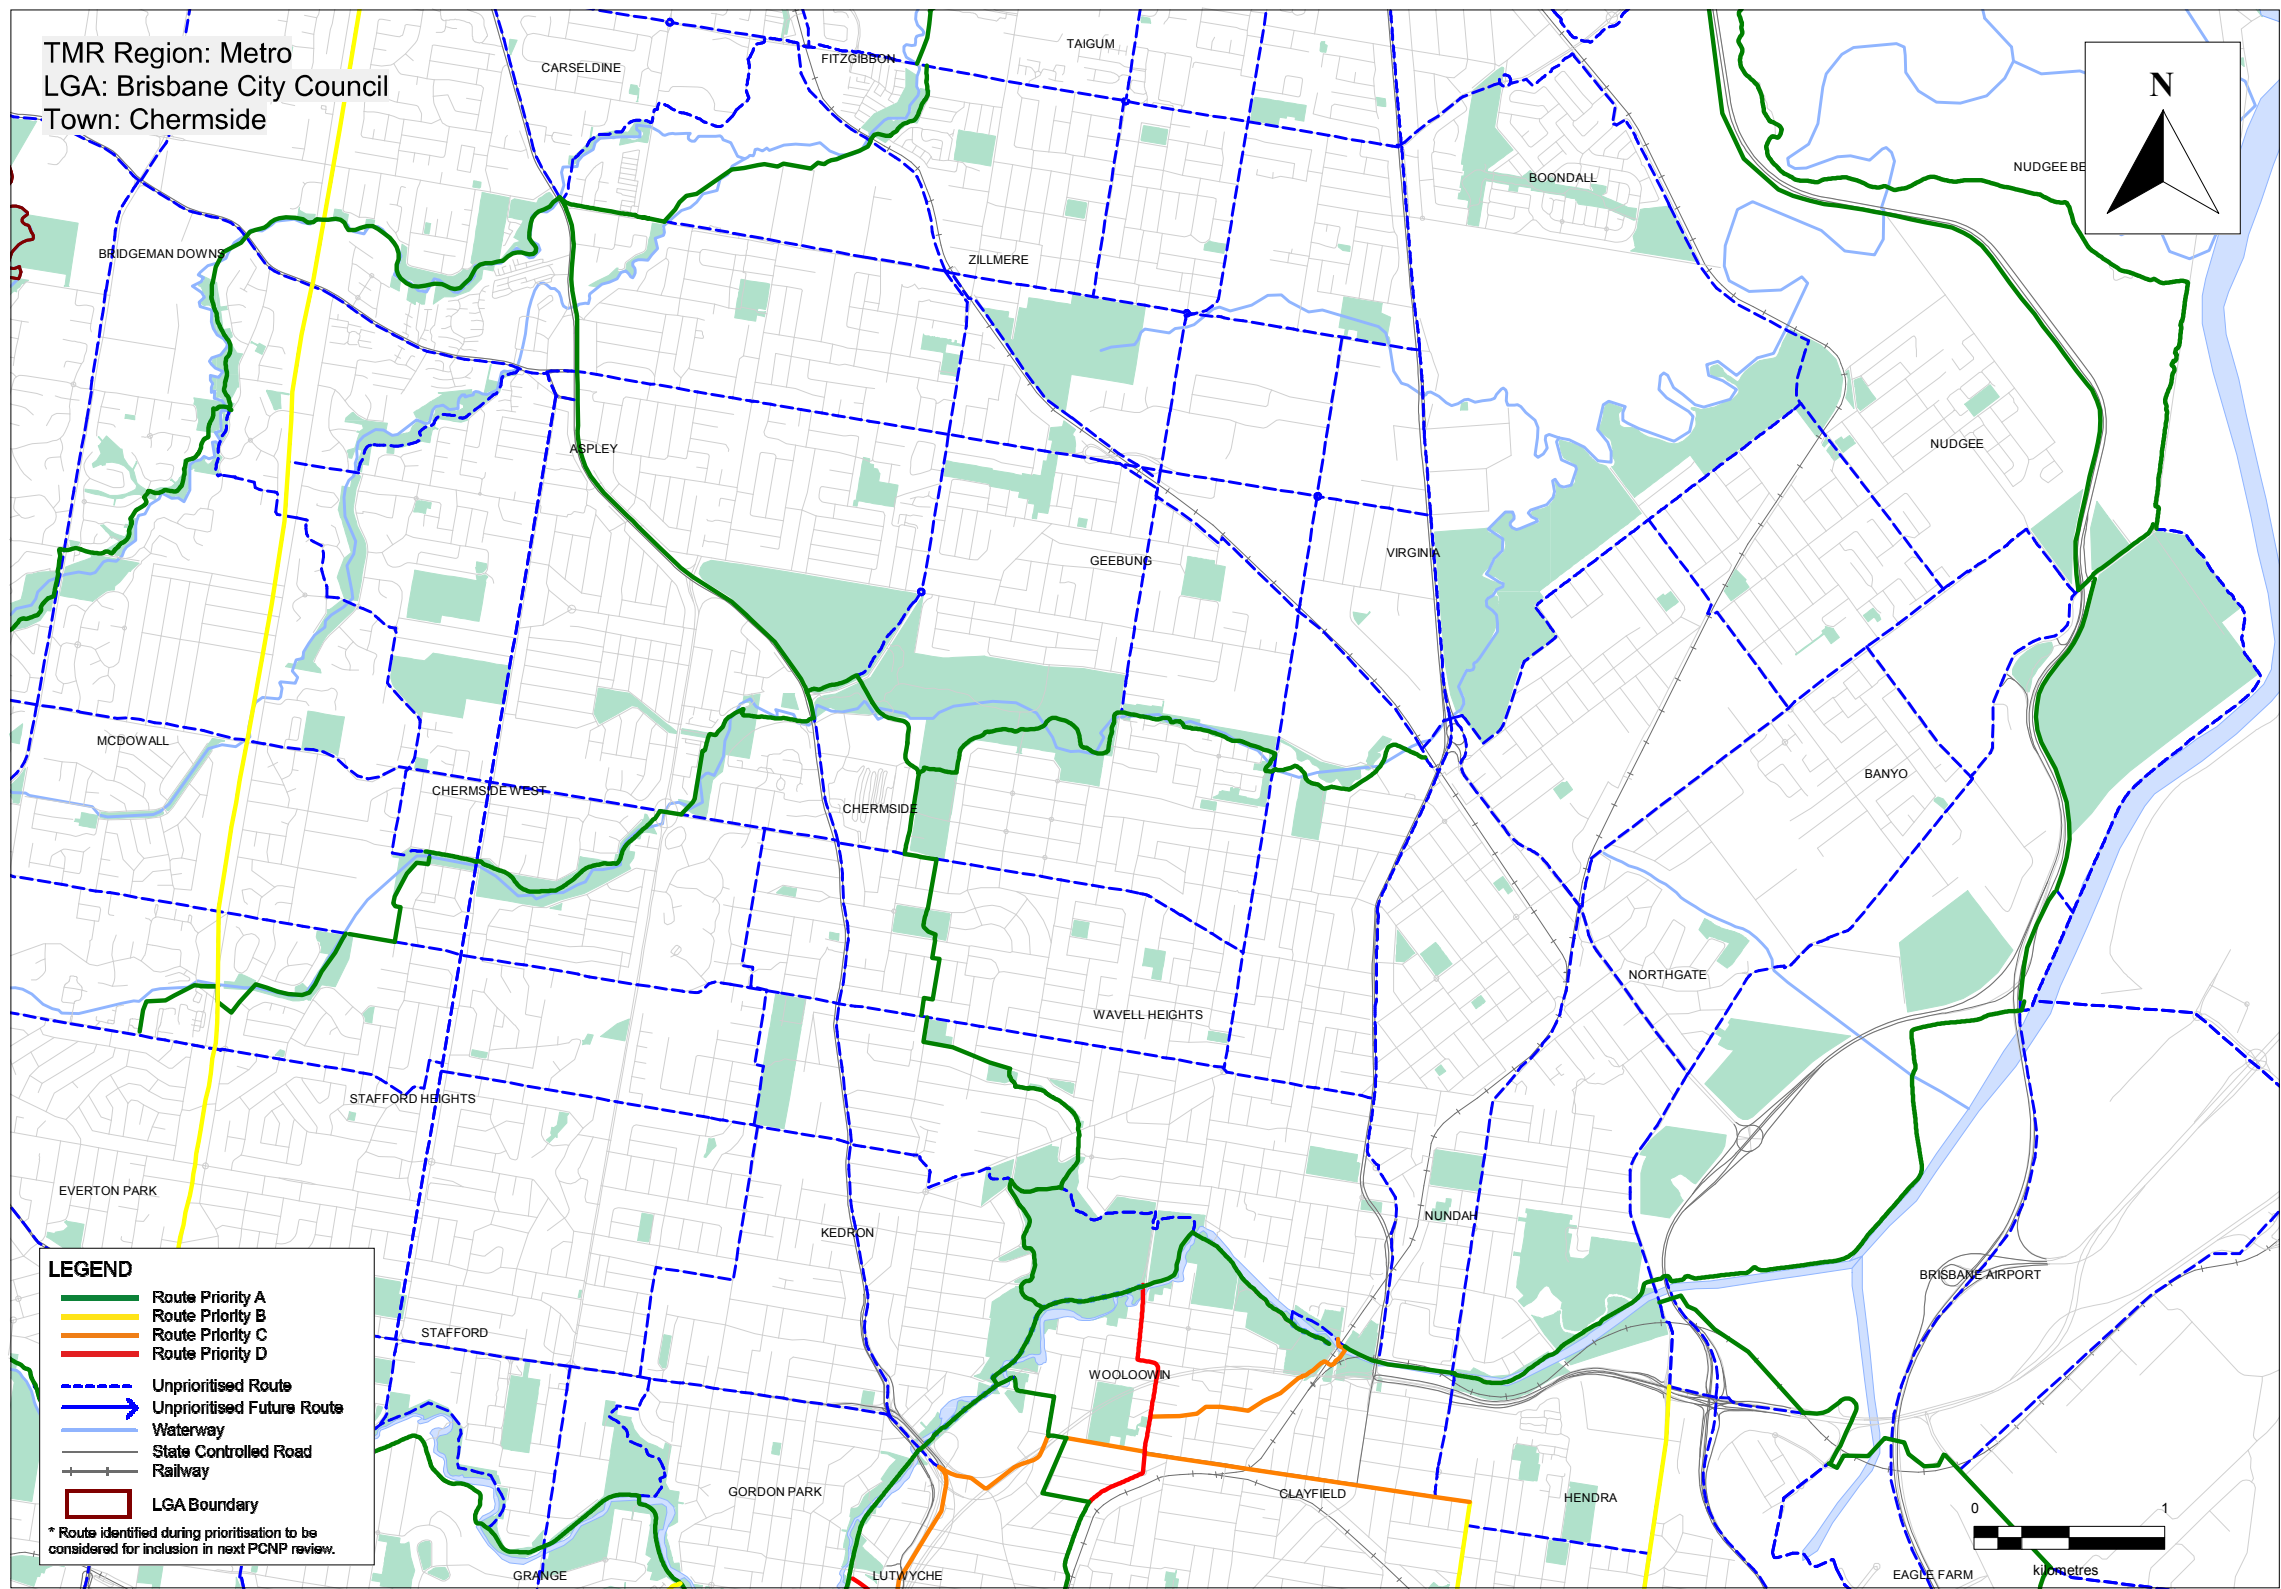 TMR Region: Metro
LGA: Brisbane City Council
Town: Chermside
N
CARSELDINE
FITZGIBBON
TAIGUM
BOONDALL
NUDGEE BE
BRIDGEMAN DOWNS
ZILLMERE
ASPLEY
NUDGEE
GEEBUNG
VIRGINIA
MCDOWALL
CHERMSIDE WEST
CHERMSIDE
BANYO
NORTHGATE
WAVELL HEIGHTS
STAFFORD HEIGHTS
EVERTON PARK
KEDRON
NUNDAH
BRISBANE AIRPORT
STAFFORD
WOOLOOWIN
GORDON PARK
CLAYFIELD
HENDRA
GRANGE
LUTWYCHE
EAGLE FARM
LEGEND
Route Priority A
Route Priority B
Route Priority C
Route Priority D
Unprioritised Route
Unprioritised Future Route
Waterway
State Controlled Road
Railway
LGA Boundary
* Route identified during prioritisation to be
considered for inclusion in next PCNP review.
0 1
kilometres